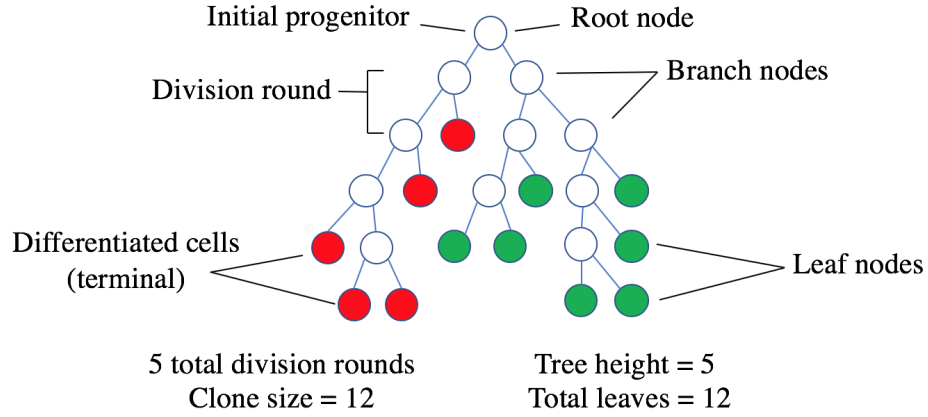 Initial progenitor
Root node
Division round
Branch nodes
Differentiated cells
(terminal)
Leaf nodes
5 total division rounds
Clone size = 12
Tree height = 5
Total leaves = 12